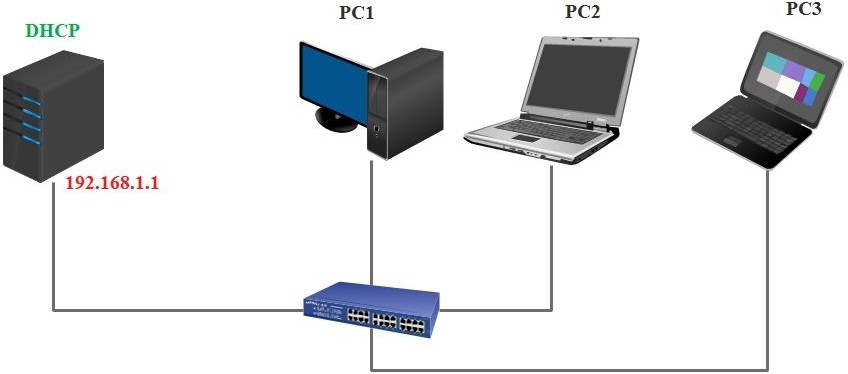 DHCP
PC1
PC2
PC3
192.168.1.1